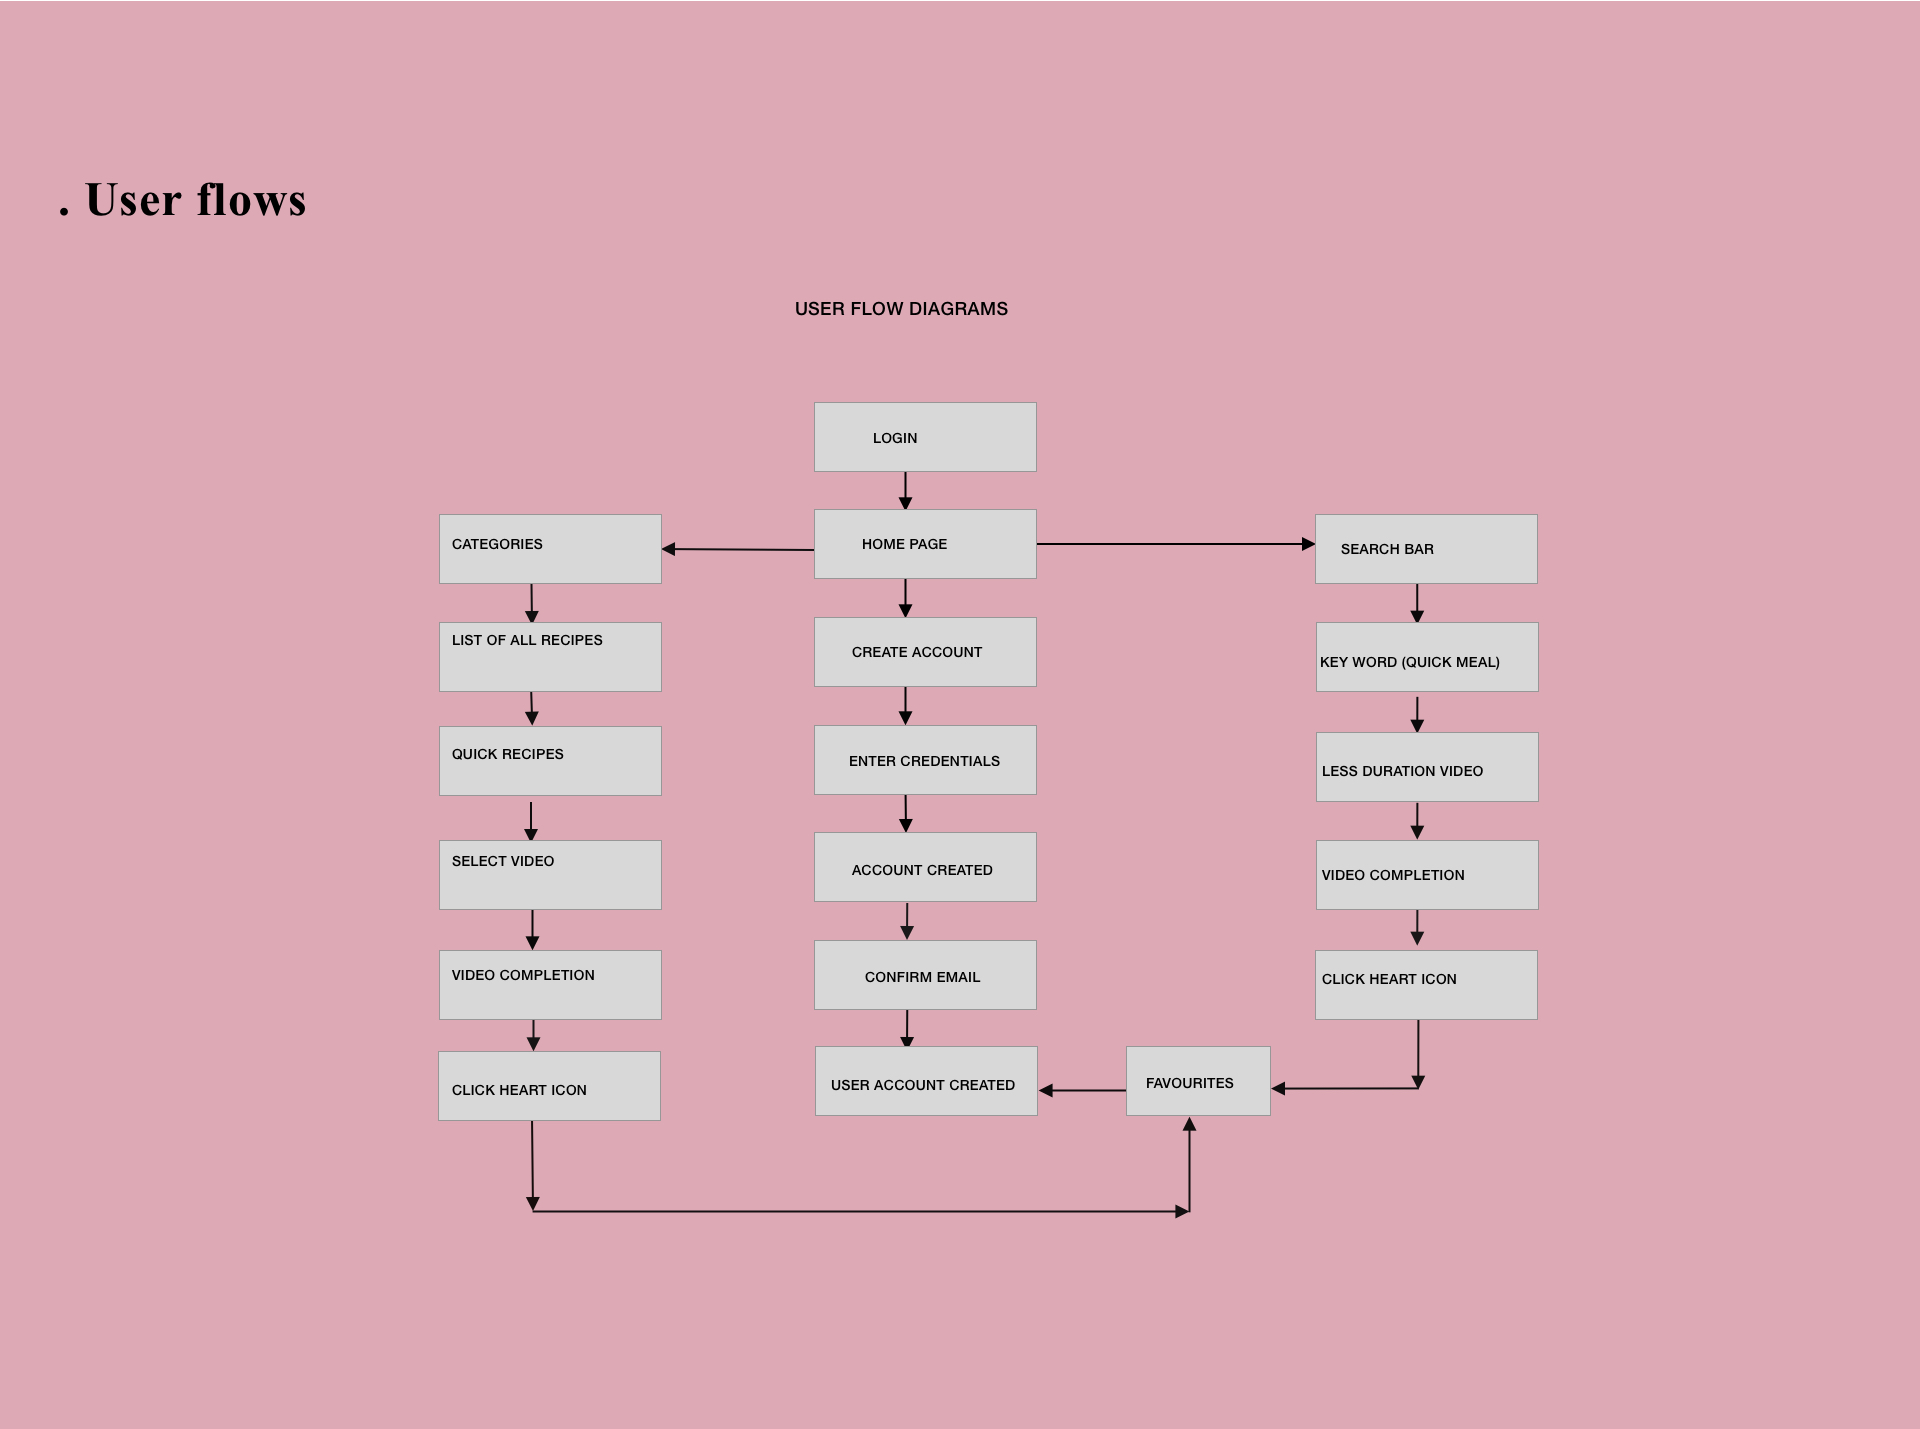 . User flows
USER FLOW DIAGRAMS
LOGIN
CATEGORIES
HOME PAGE
SEARCH BAR
LIST OF ALL RECIPES
CREATE ACCOUNT
KEY WORD (QUICK MEAL)
QUICK RECIPES
ENTER CREDENTIALS
LESS DURATION VIDEO
SELECT VIDEO
ACCOUNT CREATED
VIDEO COMPLETION
VIDEO COMPLETION
CONFIRM EMAIL
CLICK HEART ICON
CLICK HEART ICON
USER ACCOUNT CREATED
FAVOURITES